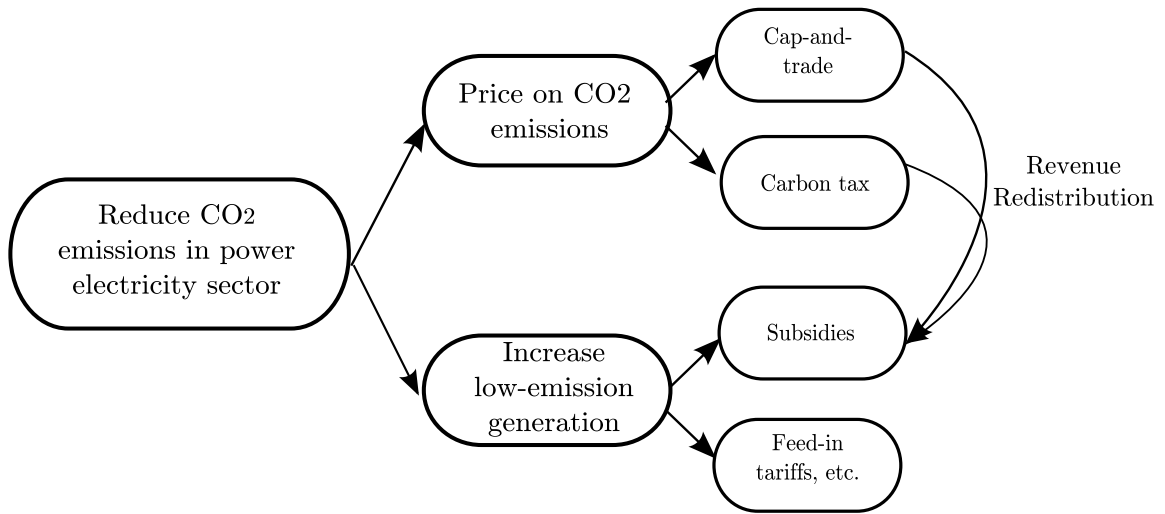 Reduce CO2
emissions in power
electricity sector
Price on CO2
emissions
Increase
low-emission
generation
Cap-and-
trade
Carbon tax
Subsidies
Feed-in
tariffs, etc.
Revenue
Redistribution